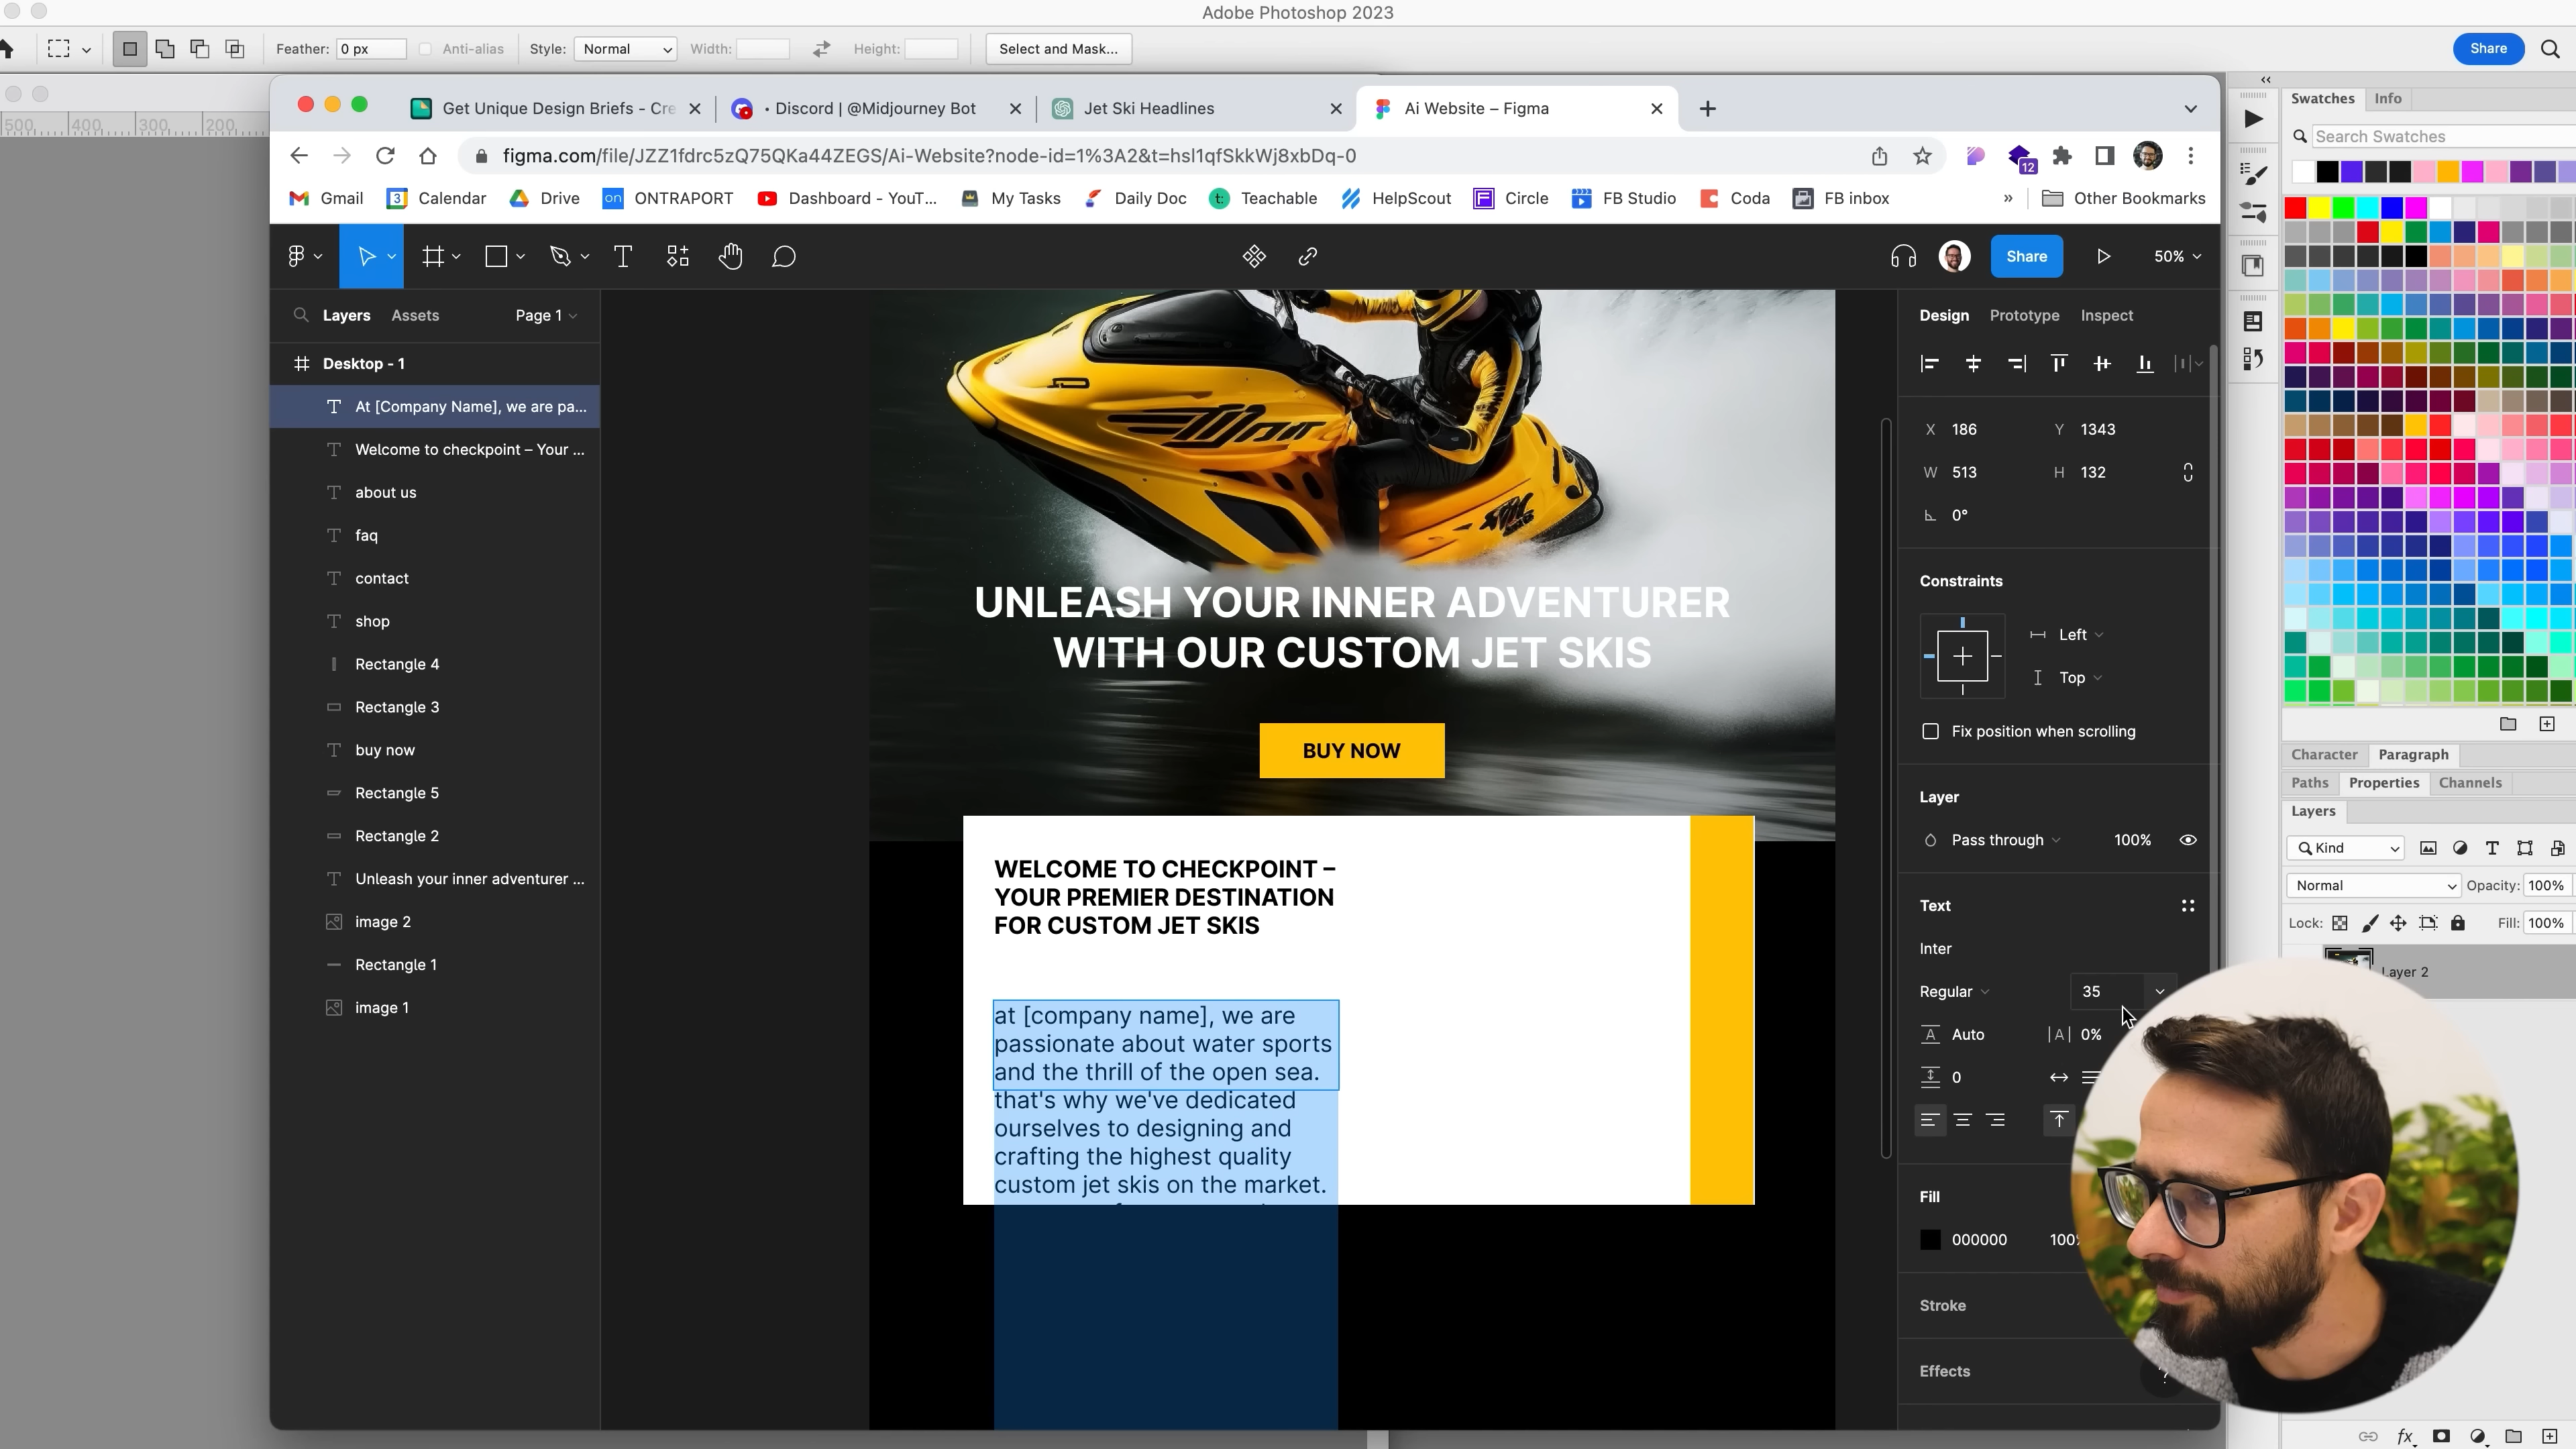 Adobe Photoshop 2023
Feather: 0 px Anti-alias Style: Normal Width: Height: Select and Mask... Share
500 400 300 200
Get Unique Design Briefs - Cre
• Discord | @Midjourney Bot
Jet Ski Headlines
Ai Website – Figma
figma.com/file/JZZ1fdrc5zQ75QKa44ZEGS/Ai-Website?node-id=1%3A2&t=hsl1qfSkkWj8xbDq-0
12
Gmail 3 Calendar Drive on ONTRAPORT Dashboard - YouT... My Tasks Daily Doc t: Teachable HelpScout Circle FB Studio Coda FB inbox » Other Bookmarks
Share 50%
Layers Assets Page 1
Desktop - 1
At [Company Name], we are pa...
Welcome to checkpoint – Your ...
about us
faq
contact
shop
Rectangle 4
Rectangle 3
buy now
Rectangle 5
Rectangle 2
Unleash your inner adventurer ...
image 2
Rectangle 1
image 1
UNLEASH YOUR INNER ADVENTURER
WITH OUR CUSTOM JET SKIS
BUY NOW
WELCOME TO CHECKPOINT –
YOUR PREMIER DESTINATION
FOR CUSTOM JET SKIS
at [company name], we are
passionate about water sports
and the thrill of the open sea.
that's why we've dedicated
ourselves to designing and
crafting the highest quality
custom jet skis on the market.
Design Prototype Inspect
X 186 Y 1343
W 513 H 132
0°
Constraints
Left
Top
Fix position when scrolling
Layer
Pass through 100%
Text
Inter
Regular 35
A Auto |A| 0%
0
Fill
000000 100%
Stroke
Effects
?
Swatches Info
Search Swatches
Character Paragraph
Paths Properties Channels
Layers
Kind
Normal Opacity: 100%
Lock: Fill: 100%
Layer 2
fx